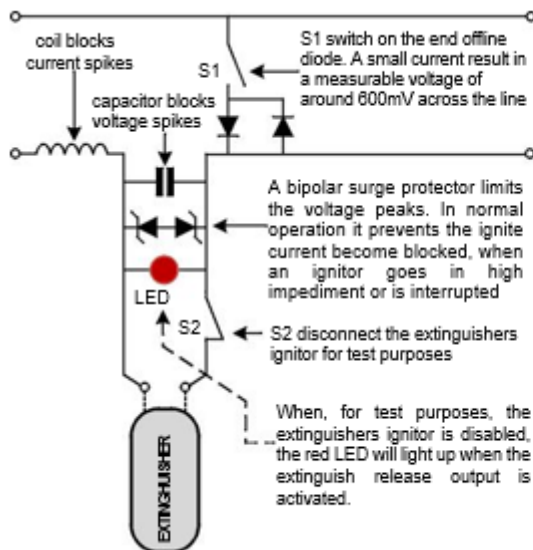 coil blocks
current spikes
S1
S1 switch on the end offline
diode. A small current result in
a measurable voltage of
around 600mV across the line
capacitor blocks
voltage spikes
A bipolar surge protector limits
the voltage peaks. In normal
operation it prevents the ignite
current become blocked, when
an ignitor goes in high
impediment or is interrupted
LED
S2
S2 disconnect the extinguishers
ignitor for test purposes
When, for test purposes, the
extinguishers ignitor is disabled,
the red LED will light up when the
extinguish release output is
activated.
EXTINGHUISHER